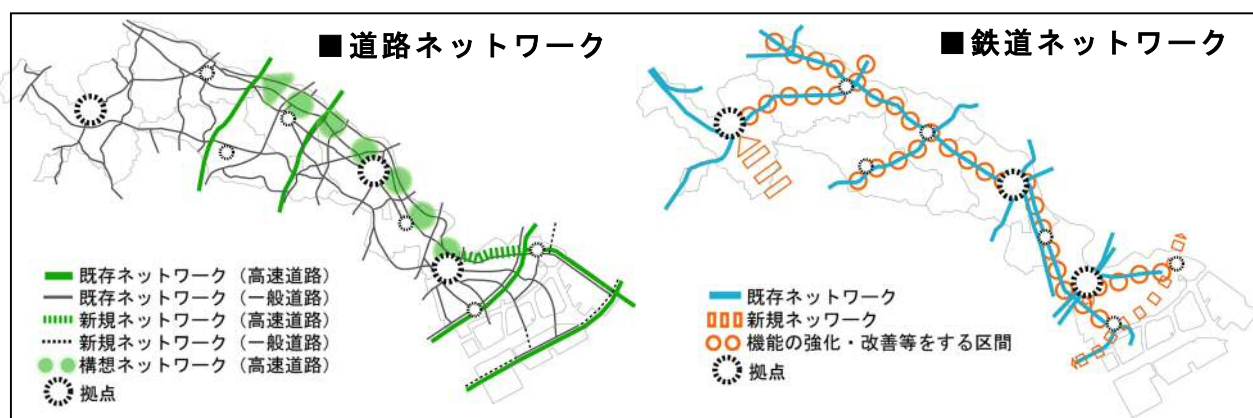 ■道路ネットワーク
既存ネットワーク（高速道路）
既存ネットワーク（一般道路）
新規ネットワーク（高速道路）
新規ネットワーク（一般道路）
構想ネットワーク（高速道路）
拠点
■鉄道ネットワーク
既存ネットワーク
新規ネッワーク
機能の強化・改善等をする区間
拠点